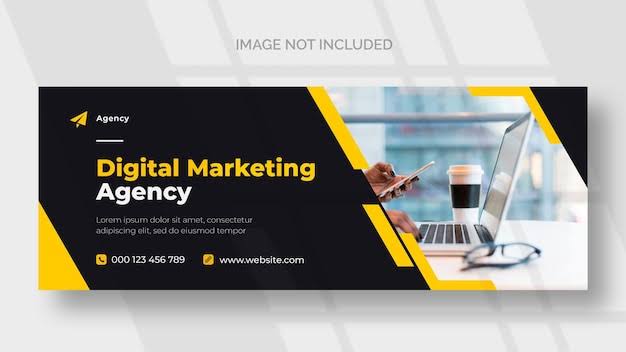 IMAGE NOT INCLUDED
Agency
Digital Marketing
Agency
Lorem ipsum dolor sit amet, consectetur
adipiscing elit, sed do eiusmod tempor
000 123 456 789
www.website.com